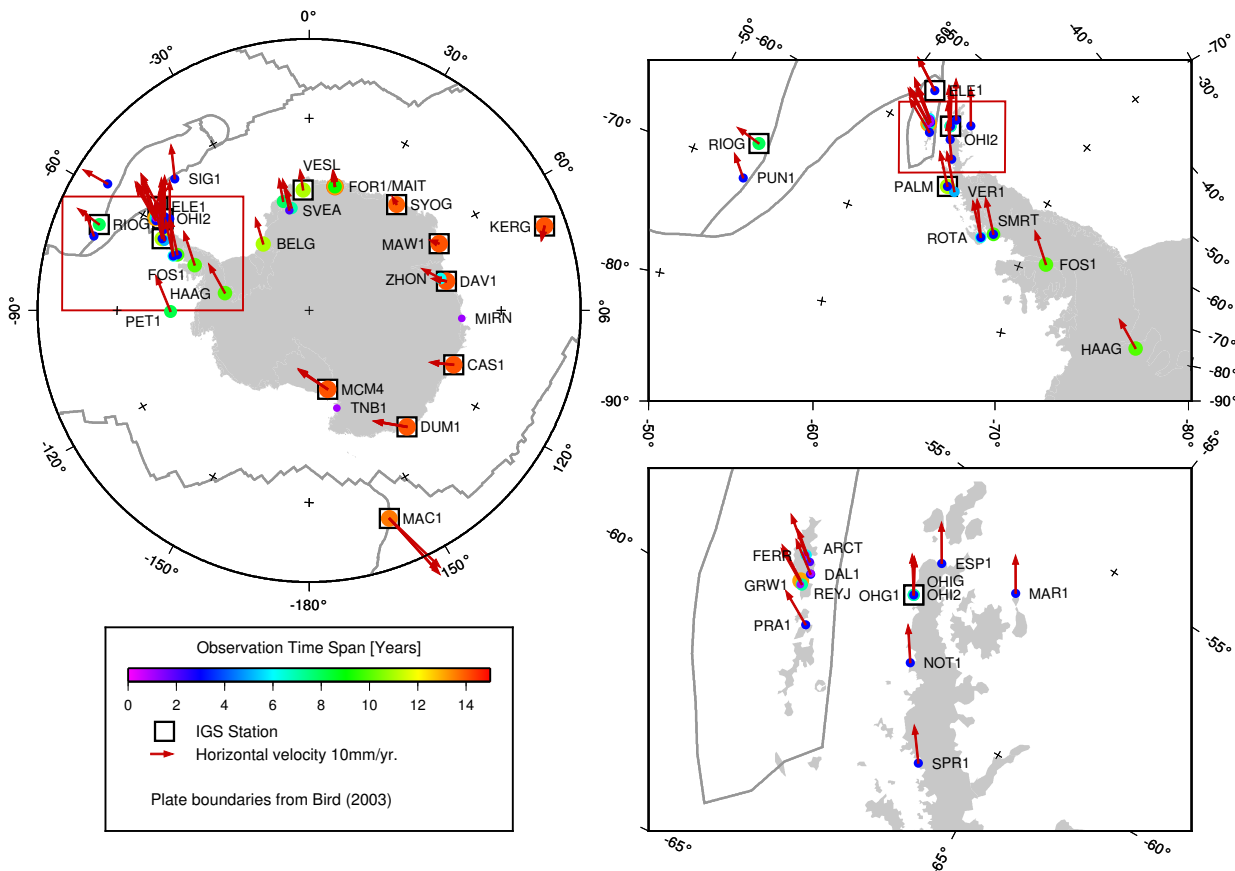 0°
30°
60°
90°
120°
150°
-180°
-150°
-120°
-90°
-60°
-30°
SIG1
VESL
FOR1/MAIT
SYOG
KERG
SVEA
ELE1
OHI2
RIOG
BELG
MAW1
ZHON
DAV1
FOS1
HAAG
PET1
MIRN
CAS1
MCM4
TNB1
DUM1
MAC1
Observation Time Span [Years]
0 2 4 6 8 10 12 14
IGS Station
Horizontal velocity 10mm/yr.
Plate boundaries from Bird (2003)
-50°
-60°
-60°
-50°
-40°
-70°
-30°
-70°
-40°
-80°
-50°
-60°
-70°
-80°
-90°
-90°
-50°
-60°
-70°
-80°
ELE1
RIOG
OHI2
PUN1
PALM
VER1
SMRT
ROTA
FOS1
HAAG
-55°
-65°
-60°
-55°
-65°
-65°
-60°
FERR
ARCT
DAL1
GRW1
REYJ
PRA1
ESP1
OHIG
OHG1
OHI2
MAR1
NOT1
SPR1